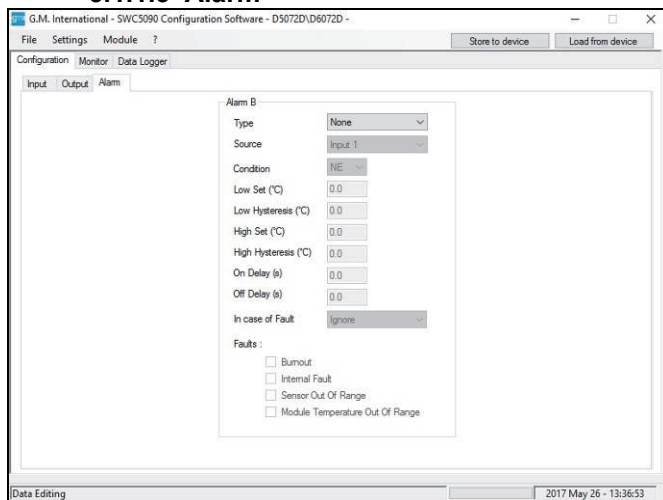 G.M. International - SWC5090 Configuration Software - D5072D\D6072D -
File Settings Module ? Store to device Load from device
Configuration Monitor Data Logger
Input Output Alarm
Alarm B
Type None
Source Input 1
Condition NE
Low Set (°C) 0.0
Low Hysteresis (°C) 0.0
High Set (°C) 0.0
High Hysteresis (°C) 0.0
On Delay (s) 0.0
Off Delay (s) 0.0
In case of Fault Ignore
Faults :
Burnout
Internal Fault
Sensor Out Of Range
Module Temperature Out Of Range
Data Editing 2017 May 26 - 13:36:53